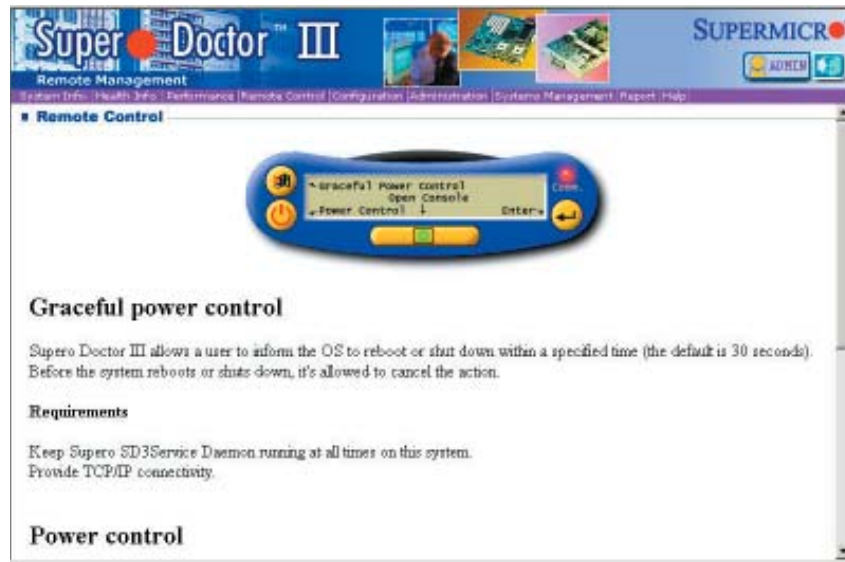 Super Doctor™ III
SUPERMICR
Remote Management
ADMIN
System Info Health Info Performance Remote Control Configuration Administration Systems Management Report Help
Remote Control
Graceful Power Control
Open Console
Power Control Enter
Comm.
Graceful power control
Supero Doctor III allows a user to inform the OS to reboot or shut down within a specified time (the default is 30 seconds).
Before the system reboots or shuts down, it's allowed to cancel the action.
Requirements
Keep Supero SD3Service Daemon running at all times on this system.
Provide TCP/IP connectivity.
Power control